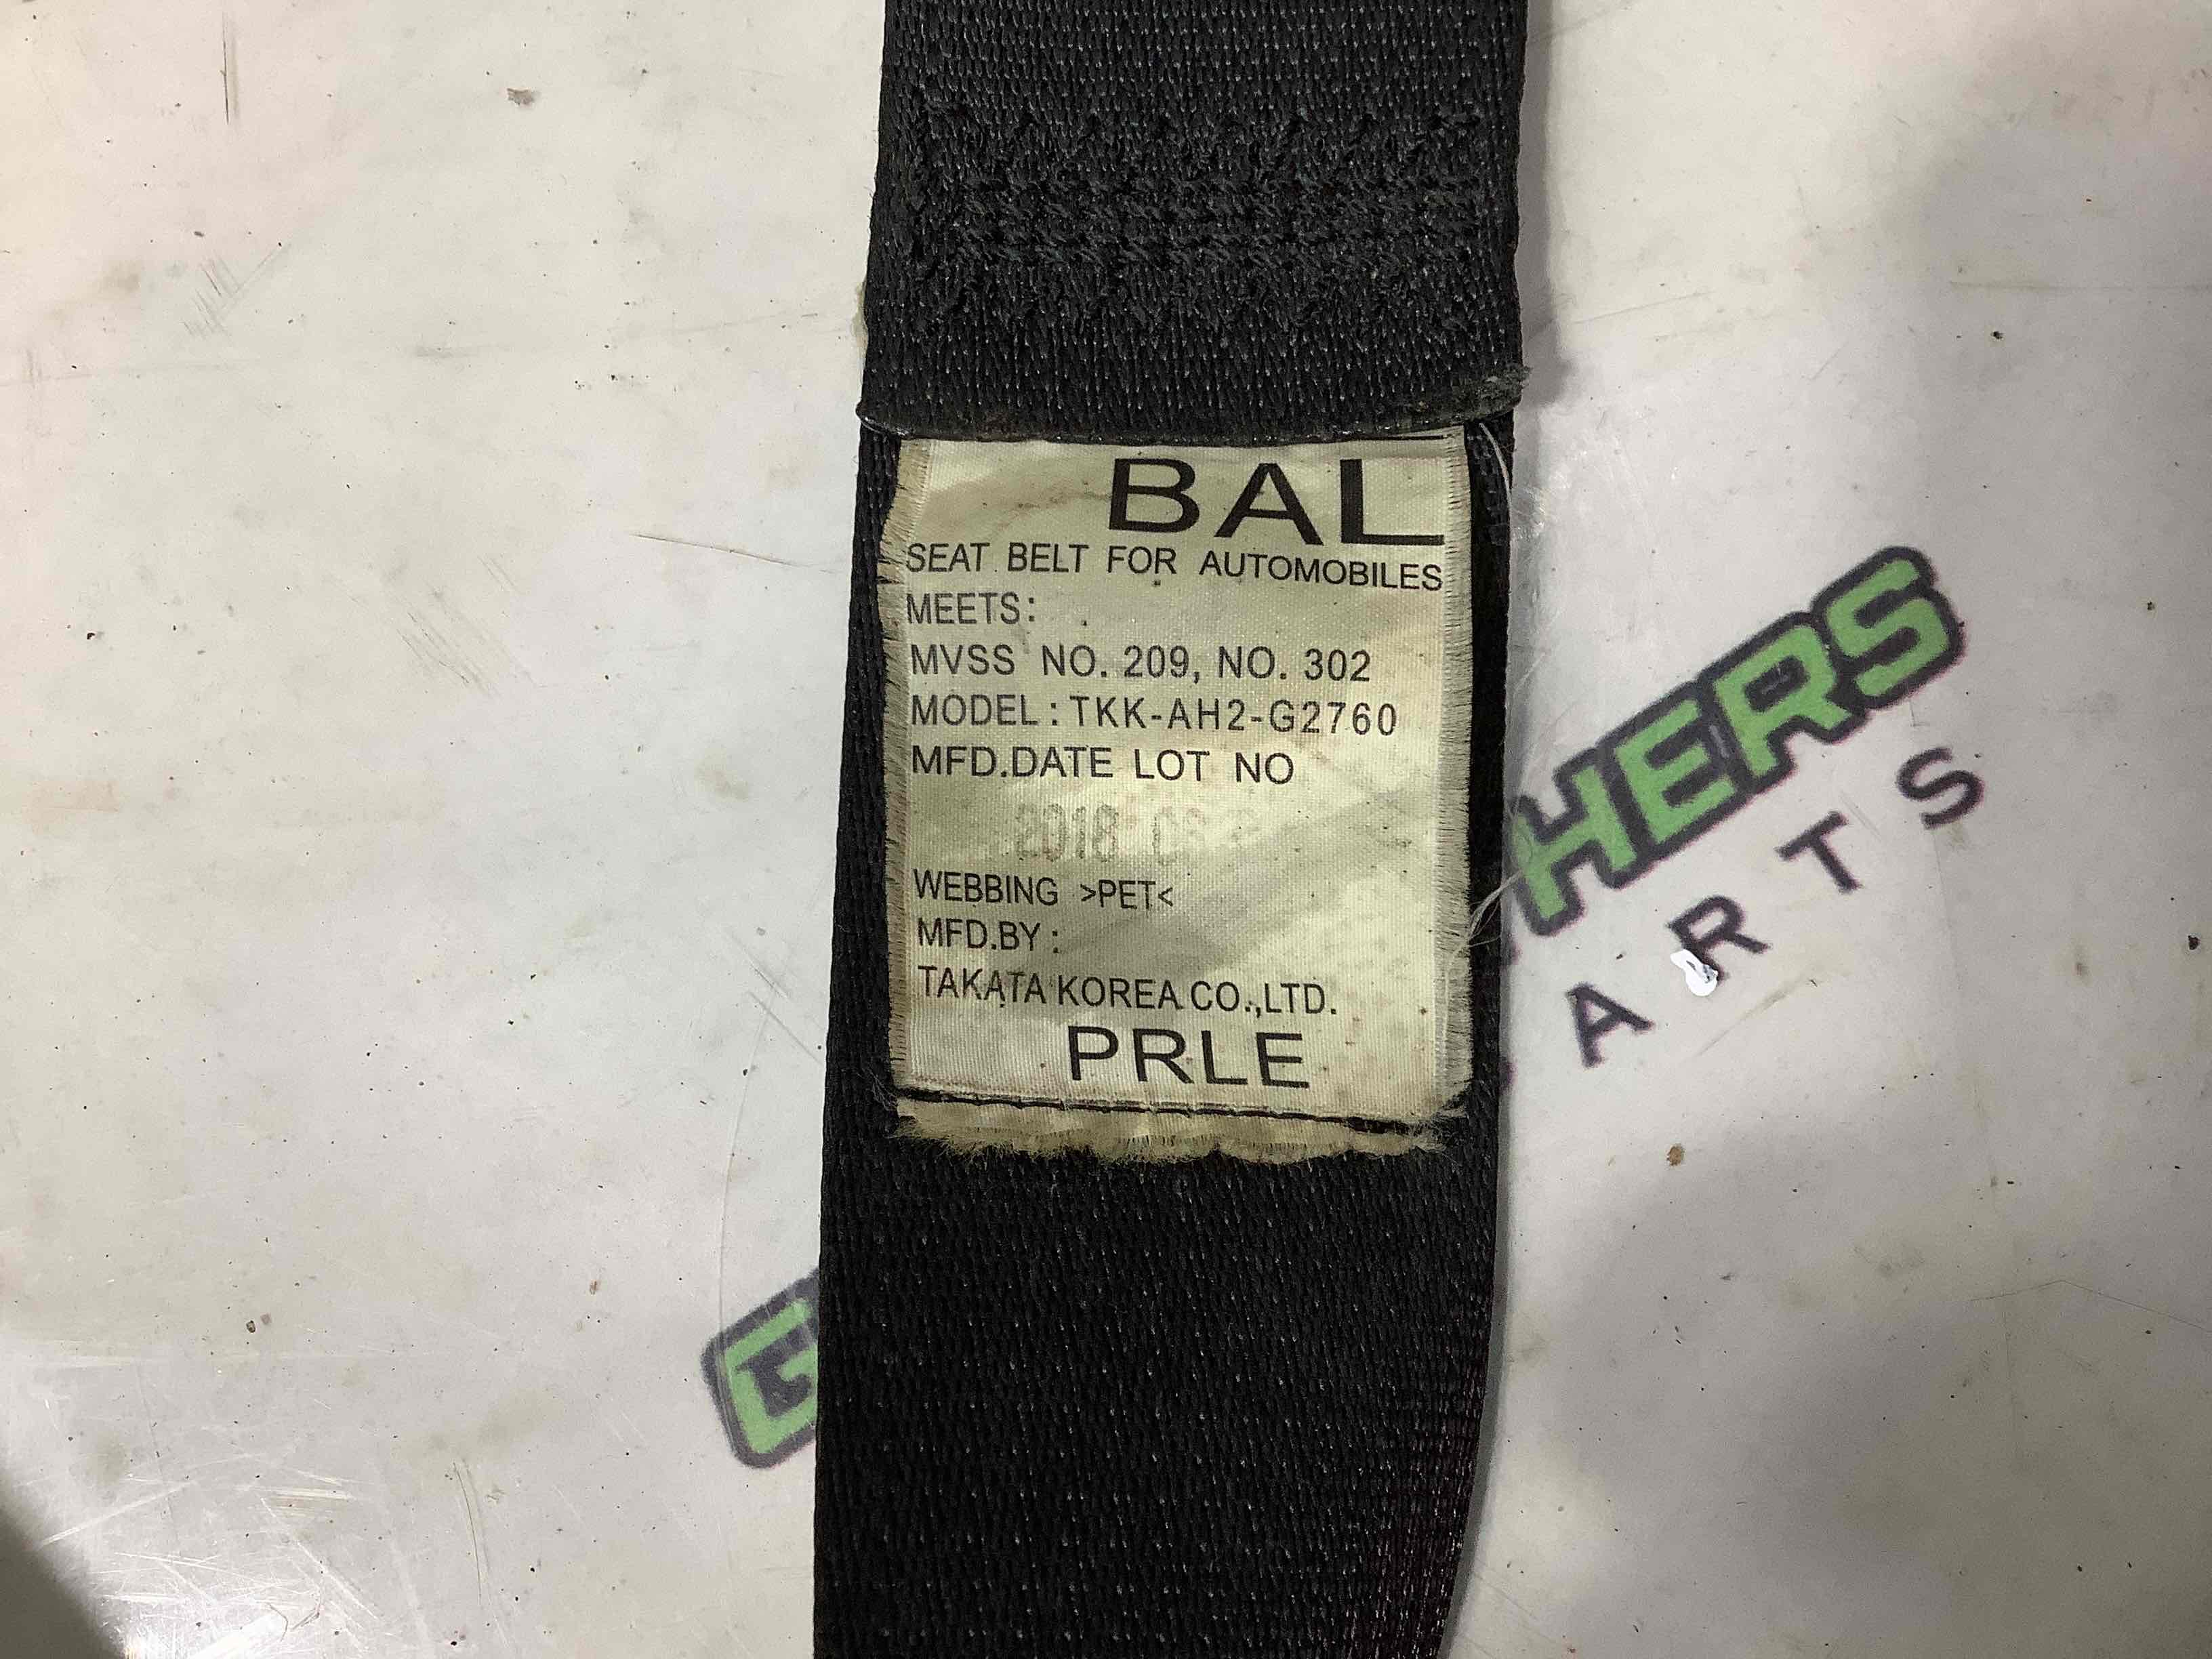 BAL
SEAT BELT FOR AUTOMOBILES
MEETS:
MVSS NO. 209, NO. 302
MODEL : TKK-AH2-G2760
MFD.DATE LOT NO
2018
WEBBING >PET<
MFD.BY :
TAKATA KOREA CO.,LTD.
PRLE
HERS
ARTS